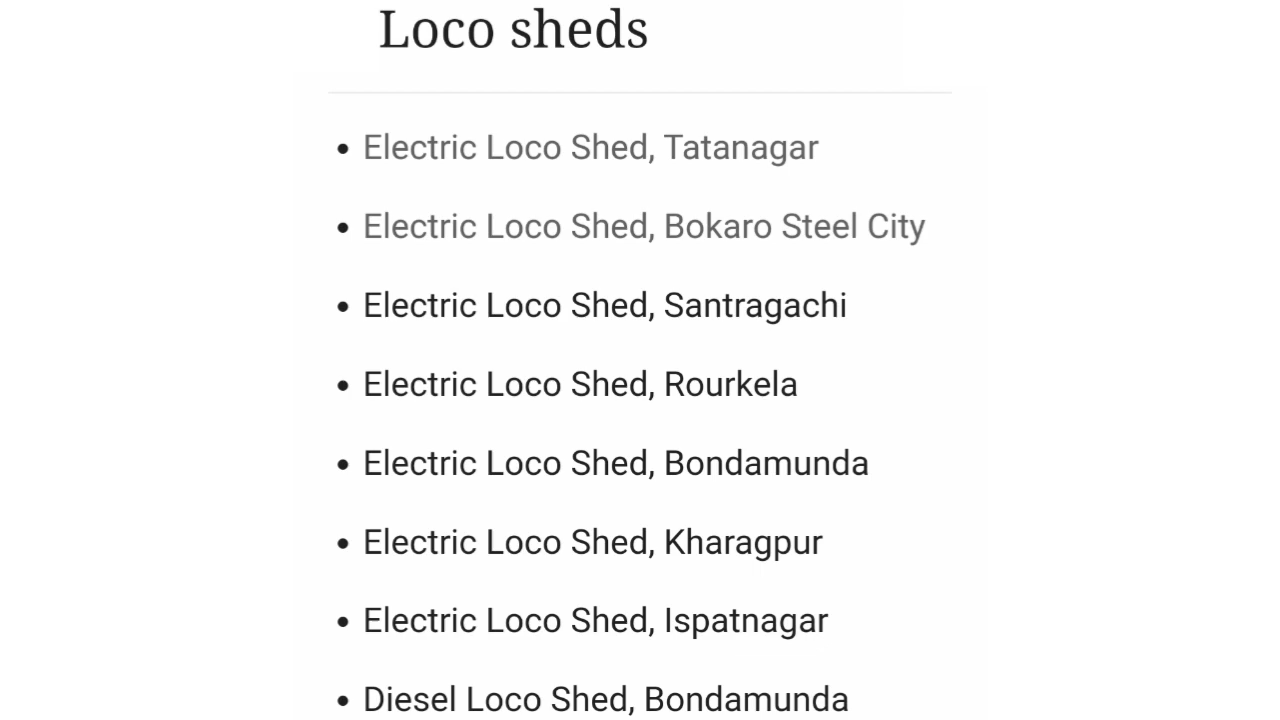 Loco sheds
• Electric Loco Shed, Tatanagar
• Electric Loco Shed, Bokaro Steel City
• Electric Loco Shed, Santragachi
• Electric Loco Shed, Rourkela
• Electric Loco Shed, Bondamunda
• Electric Loco Shed, Kharagpur
• Electric Loco Shed, Ispatnagar
• Diesel Loco Shed, Bondamunda